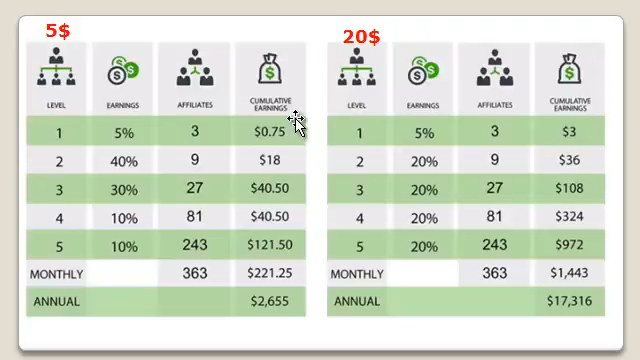 5$
20$
LEVEL EARNINGS AFFILIATES CUMULATIVE EARNINGS
1 5% 3 $0.75
2 40% 9 $18
3 30% 27 $40.50
4 10% 81 $40.50
5 10% 243 $121.50
MONTHLY 363 $221.25
ANNUAL $2,655
LEVEL EARNINGS AFFILIATES CUMULATIVE EARNINGS
1 5% 3 $3
2 20% 9 $36
3 20% 27 $108
4 20% 81 $324
5 20% 243 $972
MONTHLY 363 $1,443
ANNUAL $17,316